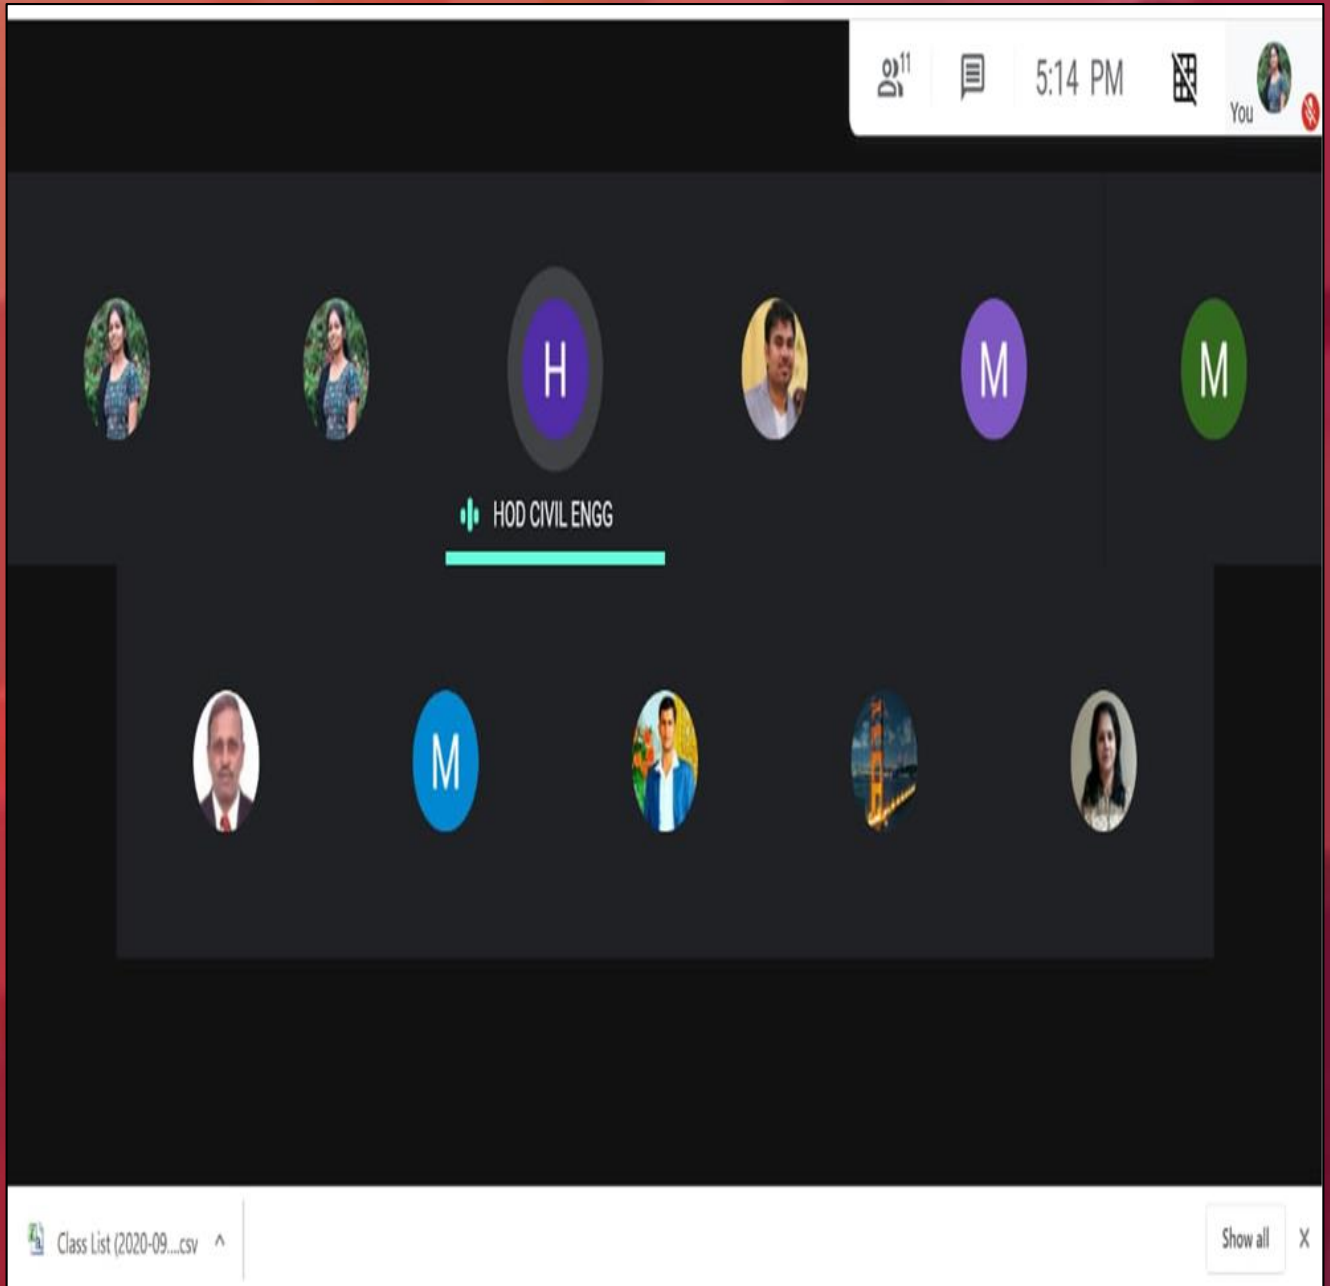 11
5:14 PM
You
H
M
M
HOD CIVIL ENGG
M
Class List (2020-09....csv
Show all
X